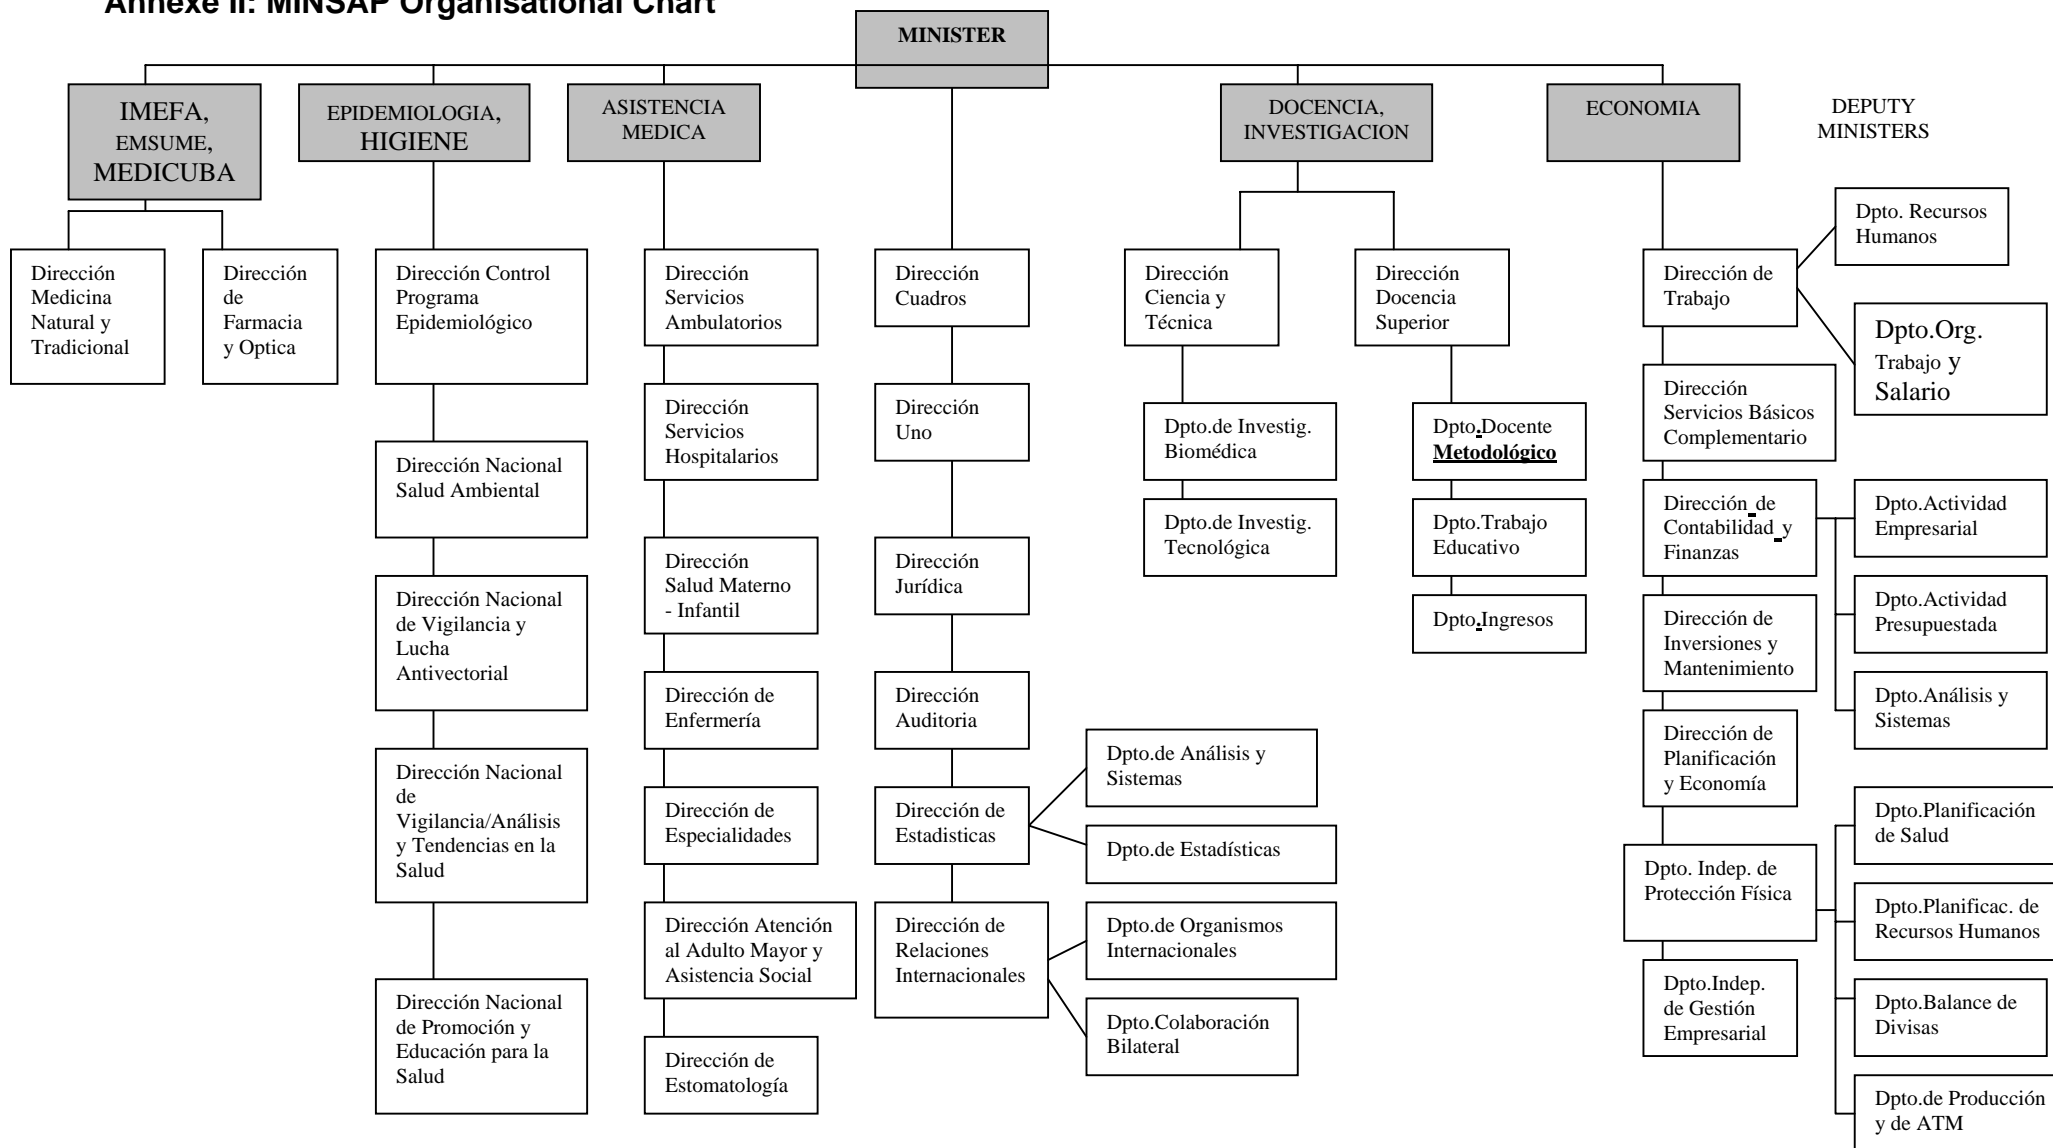 Annexe II: MINSAP Organisational Chart
MINISTER
IMEFA,
EMSUME,
MEDICUBA
EPIDEMIOLOGIA,
HIGIENE
ASISTENCIA
MEDICA
DOCENCIA,
INVESTIGACION
ECONOMIA
DEPUTY
MINISTERS
Dirección
Medicina
Natural y
Tradicional
Dirección
de
Farmacia
y Optica
Dirección Control
Programa
Epidemiológico
Dirección Nacional
Salud Ambiental
Dirección Nacional
de Vigilancia y
Lucha
Antivectorial
Dirección Nacional
de
Vigilancia/Análisis
y Tendencias en la
Salud
Dirección Nacional
de Promoción y
Educación para la
Salud
Dirección
Servicios
Ambulatorios
Dirección
Servicios
Hospitalarios
Dirección
Salud Materno
- Infantil
Dirección de
Enfermería
Dirección de
Especialidades
Dirección Atención
al Adulto Mayor y
Asistencia Social
Dirección de
Estomatología
Dirección
Cuadros
Dirección
Uno
Dirección
Jurídica
Dirección
Auditoria
Dirección de
Estadisticas
Dpto.de Análisis y
Sistemas
Dpto.de Estadísticas
Dirección de
Relaciones
Internacionales
Dpto.de Organismos
Internacionales
Dpto.Colaboración
Bilateral
Dirección
Ciencia y
Técnica
Dpto.de Investig.
Biomédica
Dpto.de Investig.
Tecnológica
Dirección
Docencia
Superior
Dpto.Docente
Metodológico
Dpto.Trabajo
Educativo
Dpto.Ingresos
Dirección de
Trabajo
Dpto. Recursos
Humanos
Dpto.Org.
Trabajo y
Salario
Dirección
Servicios Básicos
Complementario
Dirección de
Contabilidad y
Finanzas
Dpto.Actividad
Empresarial
Dpto.Actividad
Presupuestada
Dpto.Análisis y
Sistemas
Dirección de
Inversiones y
Mantenimiento
Dirección de
Planificación
y Economía
Dpto. Indep. de
Protección Física
Dpto.Planificación
de Salud
Dpto.Planificac. de
Recursos Humanos
Dpto.Balance de
Divisas
Dpto.de Producción
y de ATM
Dpto.Indep.
de Gestión
Empresarial